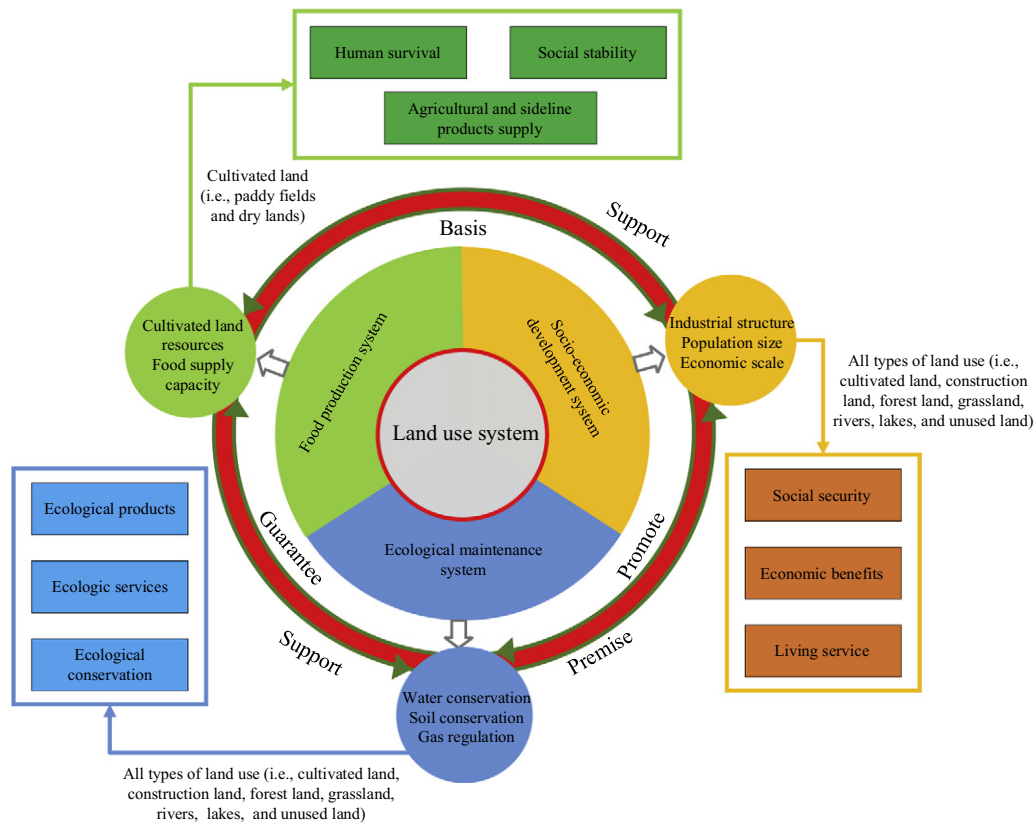 Human survival
Social stability
Agricultural and sideline
products supply
Cultivated land
(i.e., paddy fields
and dry lands)
Support
Basis
Cultivated land
resources
Food supply
capacity
Food production system
Socio-economic
development system
Industrial structure
Population size
Economic scale
All types of land use (i.e.,
cultivated land, construction
land, forest land, grassland,
rivers, lakes, and unused land)
Land use system
Ecological products
Ecologic services
Ecological
conservation
Guarantee
Support
Ecological maintenance
system
Promote
Premise
Social security
Economic benefits
Living service
Water conservation
Soil conservation
Gas regulation
All types of land use (i.e., cultivated land,
construction land, forest land, grassland,
rivers, lakes, and unused land)